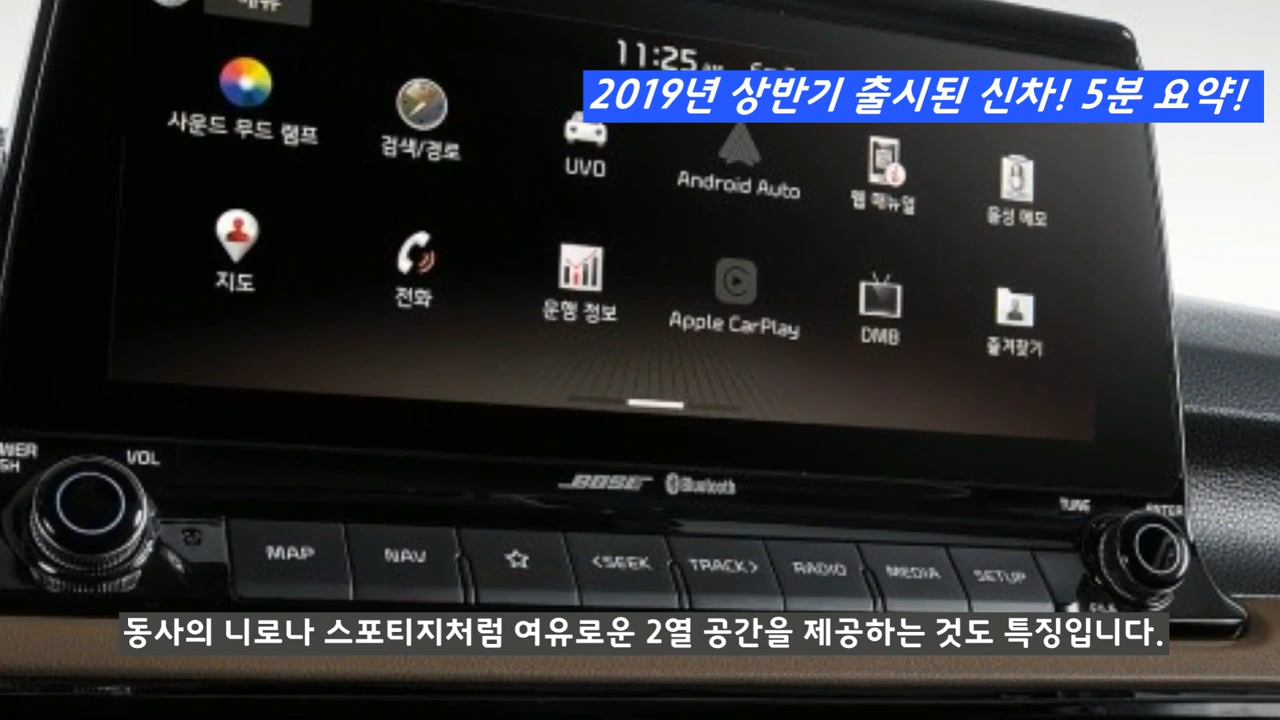 메뉴
11:25 AM
2019년 상반기 출시된 신차! 5분 요약!
사운드 무드 램프
검색/경로
UVO
Android Auto
웹 매뉴얼
음성 메모
지도
전화
운행 정보
Apple CarPlay
DMB
즐겨찾기
VOL
BOSE
Bluetooth
TUNE
ENTER
FILE
MAP
NAV
<SEEK
TRACK>
RADIO
MEDIA
SETUP
동사의 니로나 스포티지처럼 여유로운 2열 공간을 제공하는 것도 특징입니다.